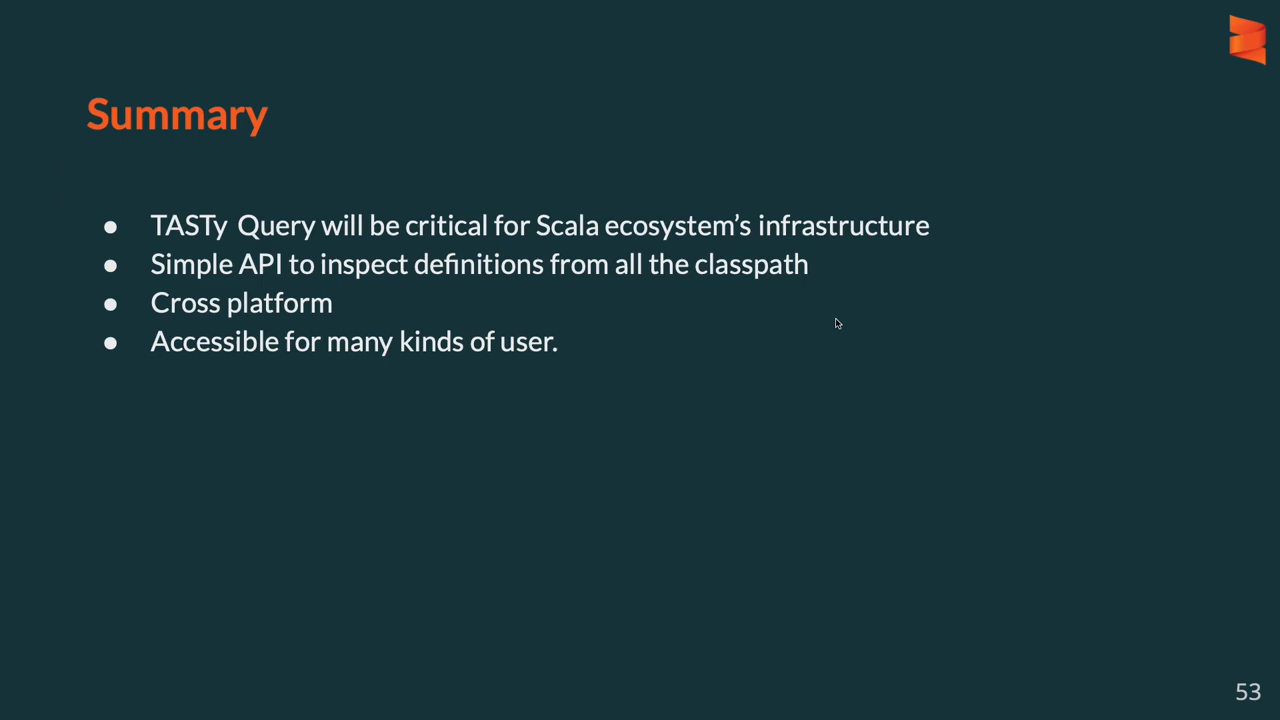 Summary
● TASTy Query will be critical for Scala ecosystem’s infrastructure
● Simple API to inspect definitions from all the classpath
● Cross platform
● Accessible for many kinds of user.
53